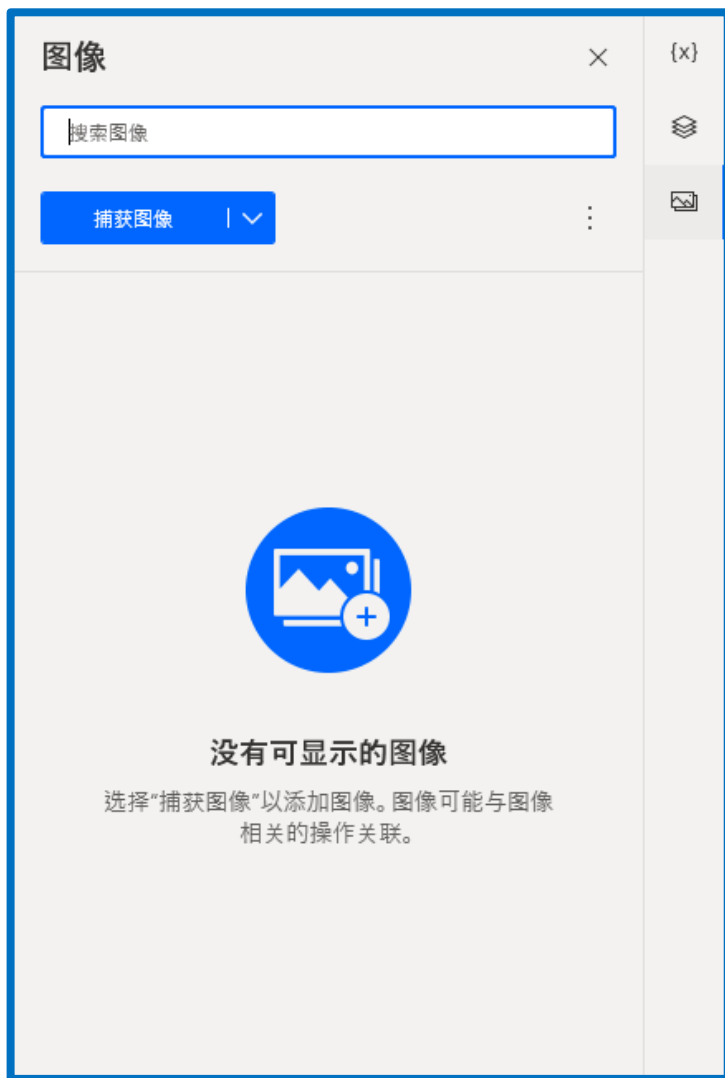 图像
{x}
搜索图像
捕获图像
没有可显示的图像
选择“捕获图像”以添加图像。图像可能与图像
相关的操作关联。